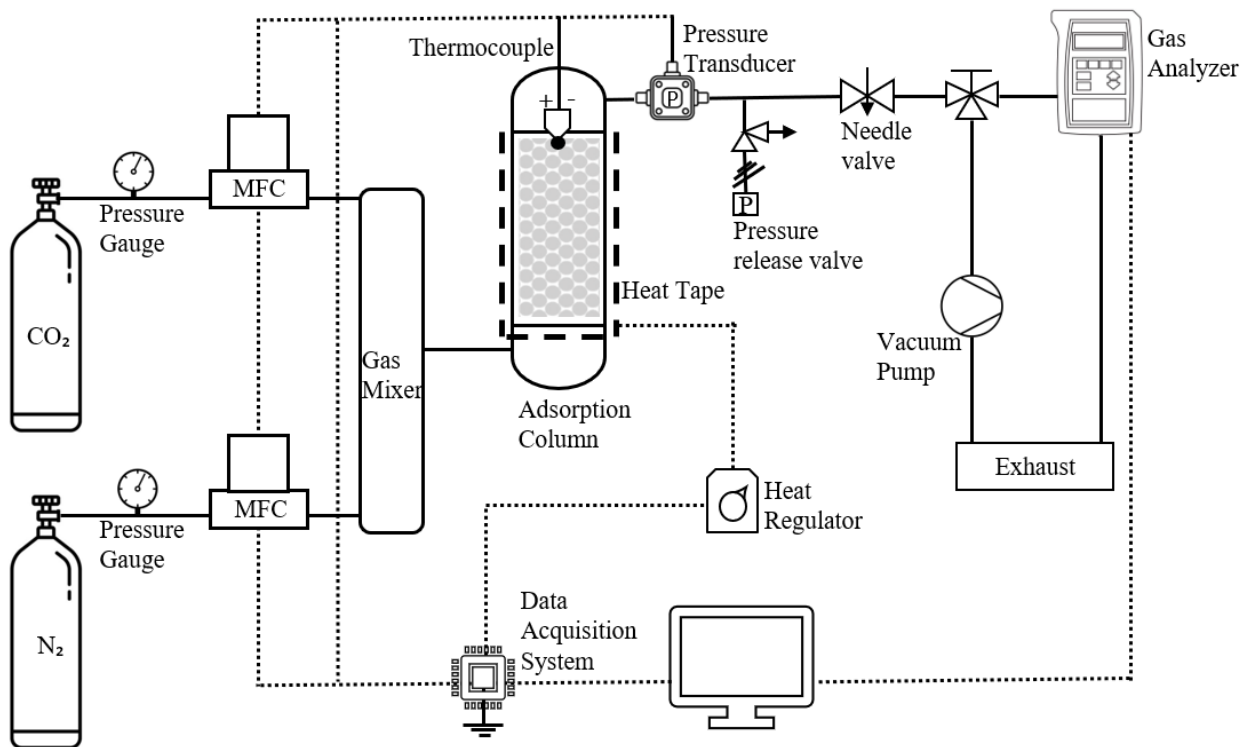 Thermocouple
+ -
Pressure
Transducer
P
Gas
Analyzer
Needle
valve
MFC
Pressure
Gauge
P
Pressure
release valve
Heat Tape
CO₂
Gas
Mixer
Vacuum
Pump
Adsorption
Column
Exhaust
MFC
Pressure
Gauge
Heat
Regulator
N₂
Data
Acquisition
System